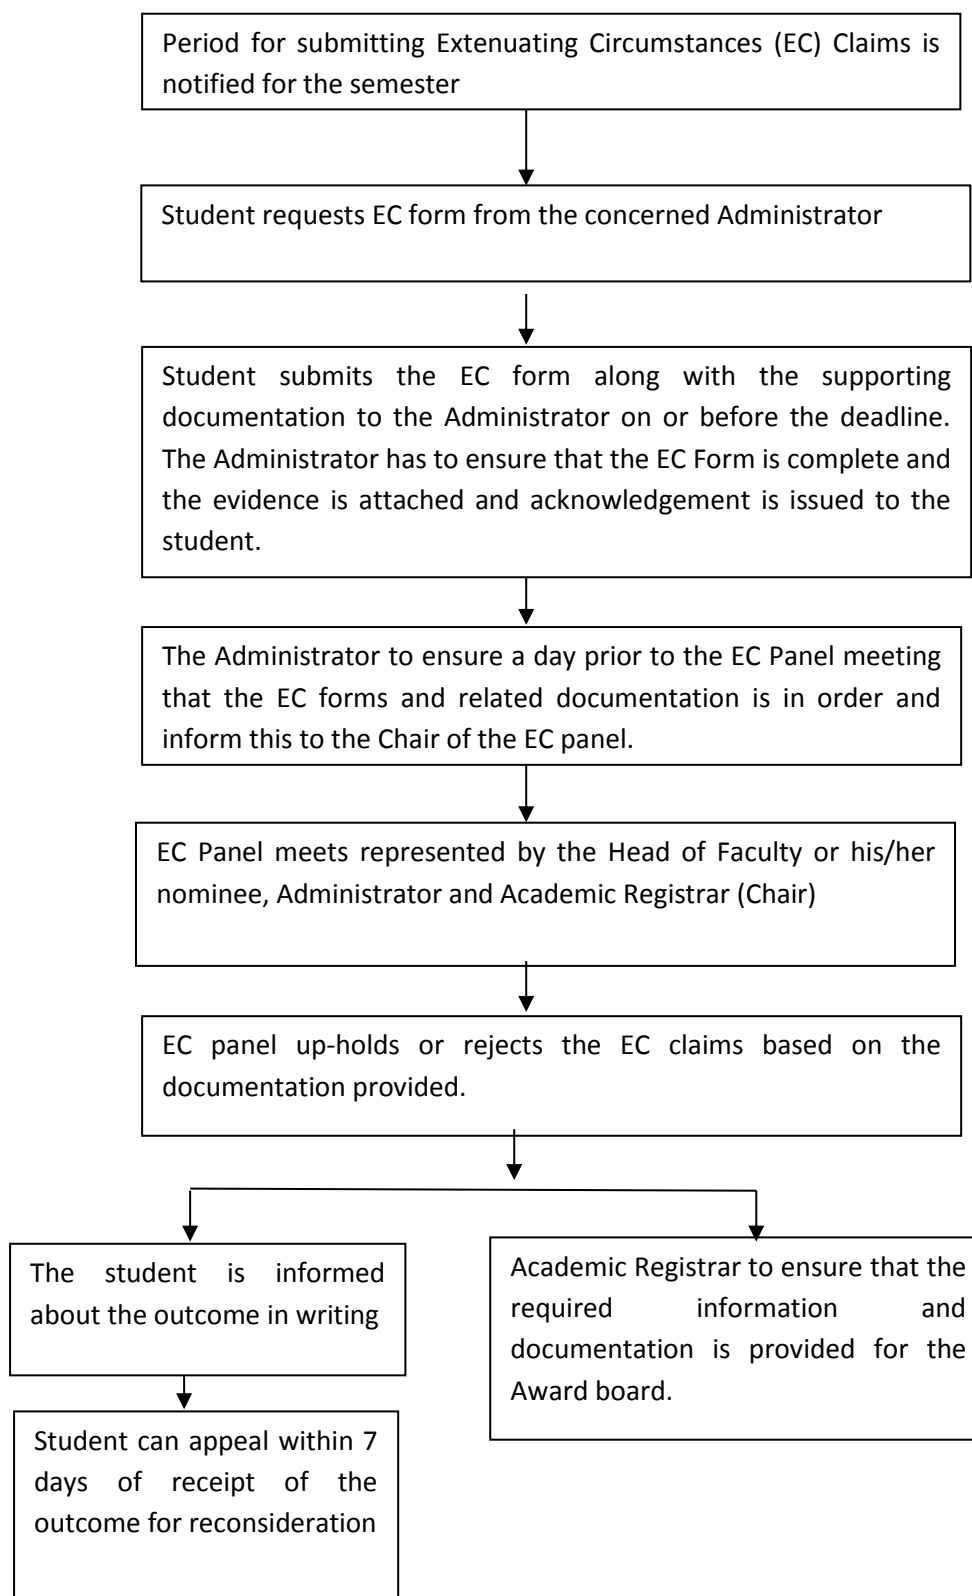 Period for submitting Extenuating Circumstances (EC) Claims is
notified for the semester
Student requests EC form from the concerned Administrator
Student submits the EC form along with the supporting
documentation to the Administrator on or before the deadline.
The Administrator has to ensure that the EC Form is complete and
the evidence is attached and acknowledgement is issued to the
student.
The Administrator to ensure a day prior to the EC Panel meeting
that the EC forms and related documentation is in order and
inform this to the Chair of the EC panel.
EC Panel meets represented by the Head of Faculty or his/her
nominee, Administrator and Academic Registrar (Chair)
EC panel up-holds or rejects the EC claims based on the
documentation provided.
The student is informed
about the outcome in writing
Academic Registrar to ensure that the
required information and
documentation is provided for the
Award board.
Student can appeal within 7
days of receipt of the
outcome for reconsideration